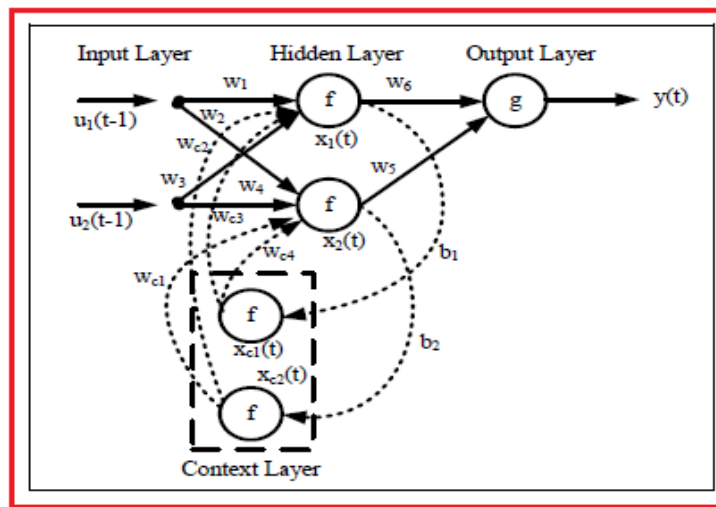 Input Layer Hidden Layer Output Layer
w1 w6
f g y(t)
u1(t-1) w2 x1(t)
wc2 w5
w3 w4
f
u2(t-1) wc3 x2(t)
wc4 b1
wc1
f
xc1(t) b2
xc2(t)
f
Context Layer